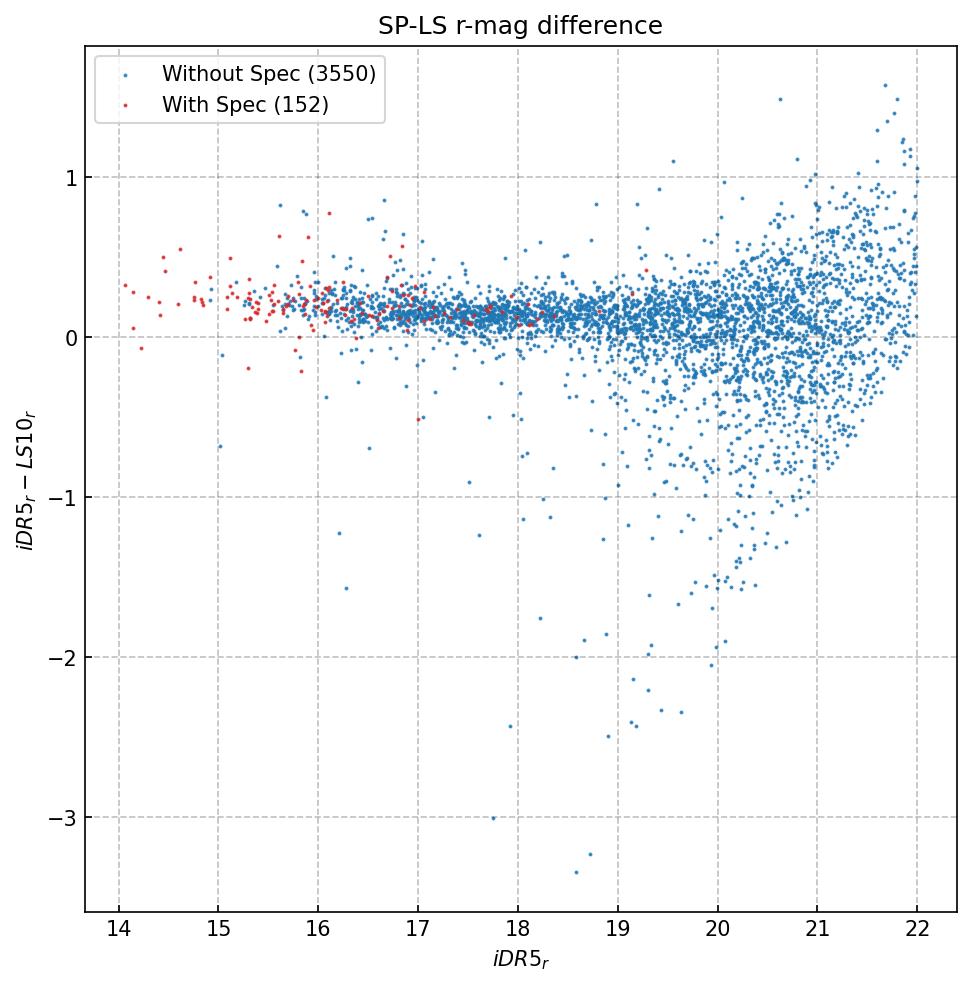 SP-LS r-mag difference
Without Spec (3550)
With Spec (152)
1
0
−1
−2
−3
iDR5r − LS10r
14 15 16 17 18 19 20 21 22
iDR5r